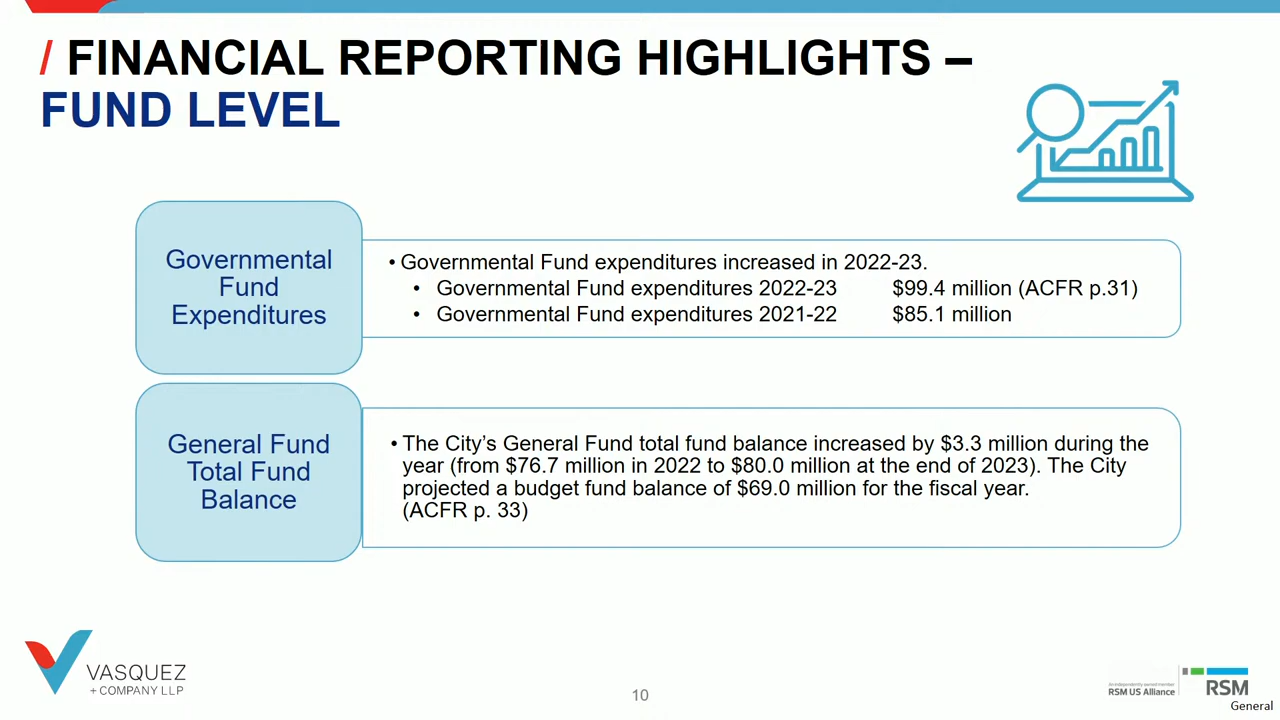 / FINANCIAL REPORTING HIGHLIGHTS –
FUND LEVEL
Governmental
Fund
Expenditures
• Governmental Fund expenditures increased in 2022-23.
• Governmental Fund expenditures 2022-23 $99.4 million (ACFR p.31)
• Governmental Fund expenditures 2021-22 $85.1 million
General Fund
Total Fund
Balance
• The City’s General Fund total fund balance increased by $3.3 million during the
year (from $76.7 million in 2022 to $80.0 million at the end of 2023). The City
projected a budget fund balance of $69.0 million for the fiscal year.
(ACFR p. 33)
VASQUEZ
+ COMPANY LLP
10
An independently owned member
RSM US Alliance
RSM
General